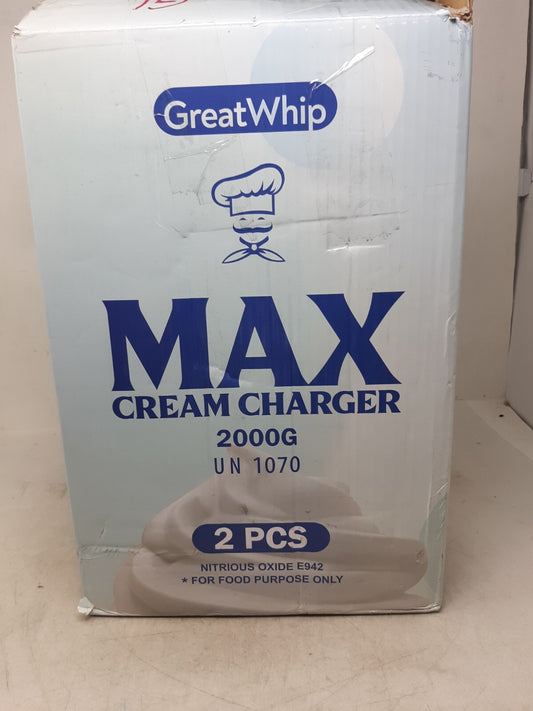 GreatWhip
MAX
CREAM CHARGER
2000G
UN 1070
2 PCS
NITRIOUS OXIDE E942
* FOR FOOD PURPOSE ONLY